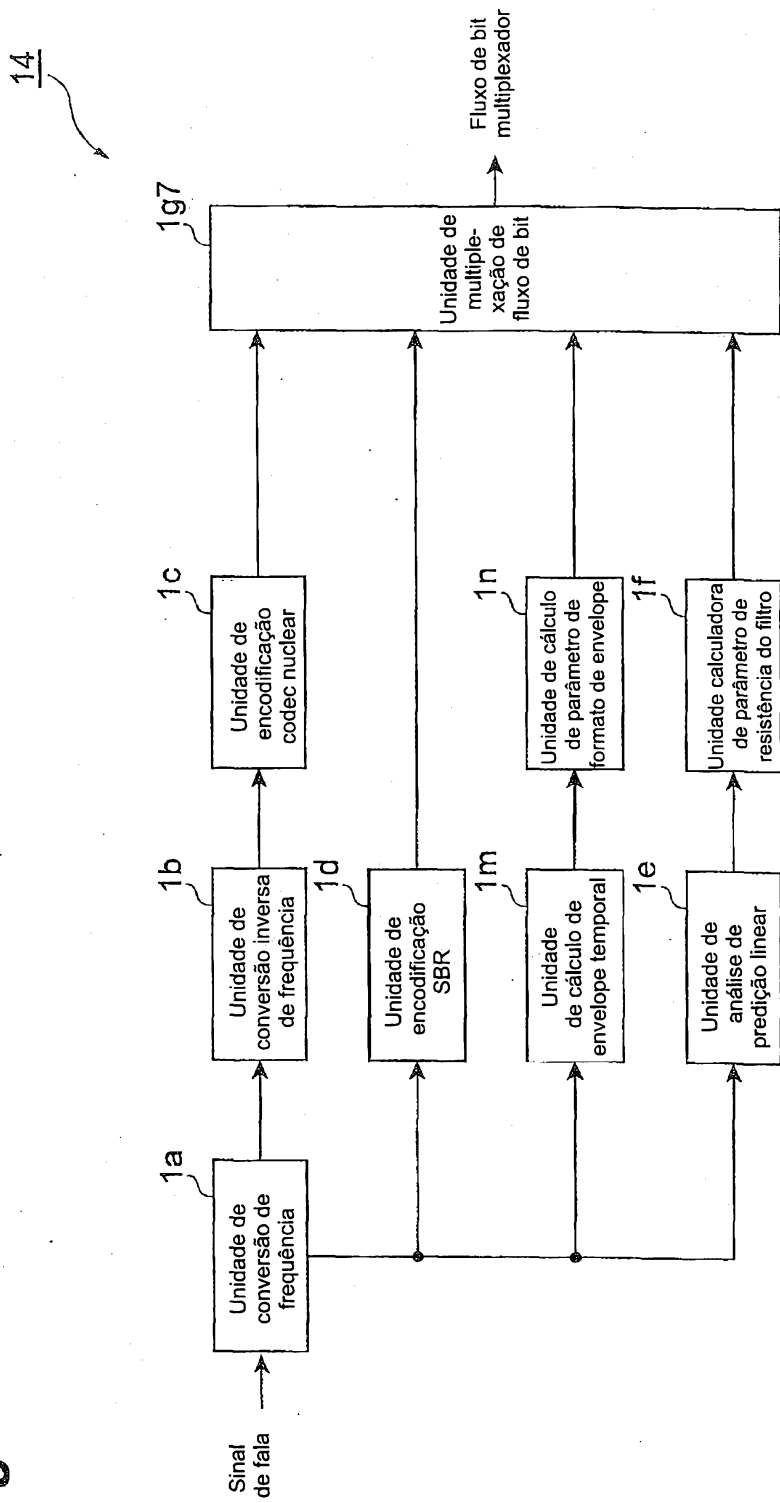 14
Sinal
de fala
1a
Unidade de
conversão de
frequência
1b
Unidade de
conversão inversa
de frequência
1c
Unidade de
encodificação
codec nuclear
1d
Unidade de
encodificação
SBR
1m
Unidade
de cálculo de
envelope temporal
1n
Unidade de cálculo
de parâmetro de
formato de envelope
1e
Unidade de
análise de
predição linear
1f
Unidade calculadora
de parâmetro de
resistência do filtro
1g7
Unidade de
multiple-
xação de
fluxo de bit
Fluxo de bit
multiplexador